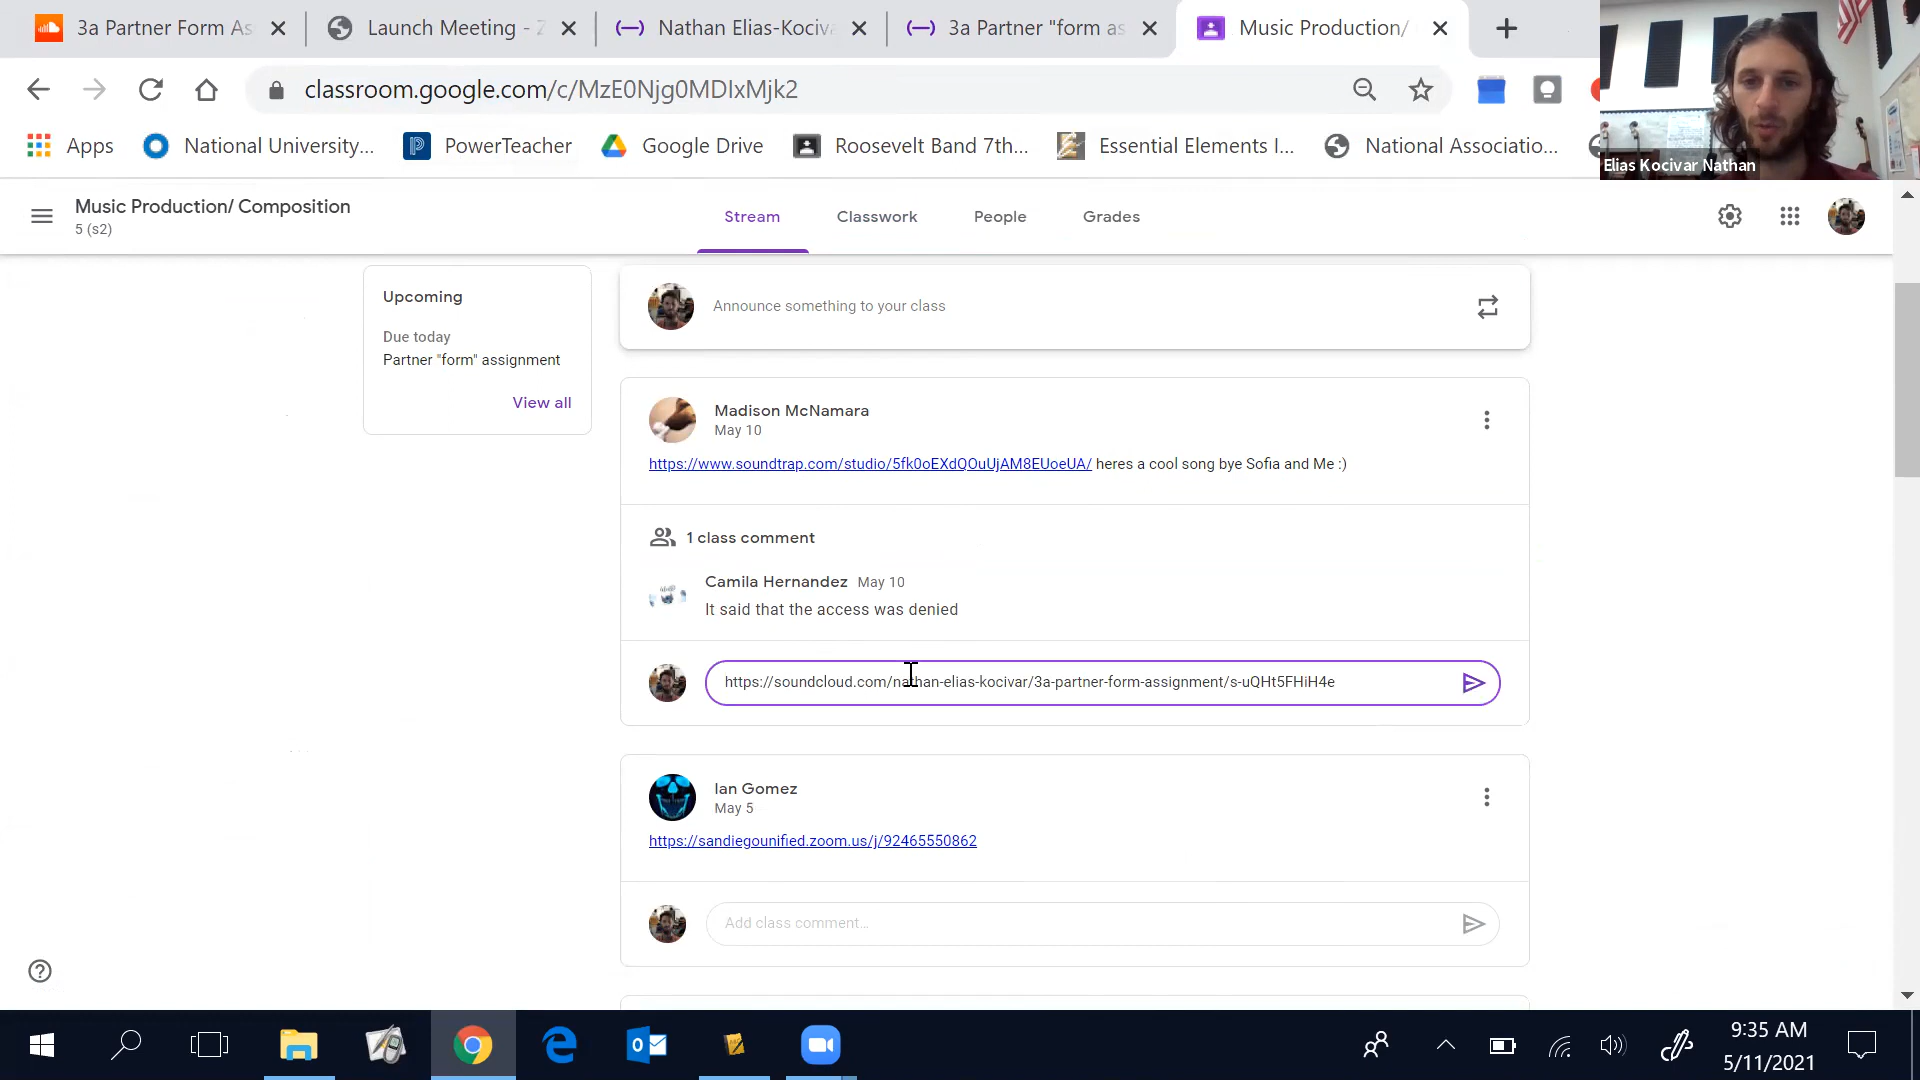 3a Partner Form As
Launch Meeting - Z
Nathan Elias-Kociva
3a Partner "form as
Music Production/
classroom.google.com/c/MzE0Njg0MDIxMjk2
Apps
National University...
PowerTeacher
Google Drive
Roosevelt Band 7th...
Essential Elements I...
National Associatio...
Elias Kocivar Nathan
Music Production/ Composition
5 (s2)
Stream
Classwork
People
Grades
Upcoming
Due today
Partner "form" assignment
View all
Announce something to your class
Madison McNamara
May 10
https://www.soundtrap.com/studio/5fk0oEXdQOuUjAM8EUoeUA/ heres a cool song bye Sofia and Me :)
1 class comment
Camila Hernandez May 10
It said that the access was denied
https://soundcloud.com/nathan-elias-kocivar/3a-partner-form-assignment/s-uQHt5FHiH4e
Ian Gomez
May 5
https://sandiegounified.zoom.us/j/92465550862
Add class comment...
9:35 AM
5/11/2021